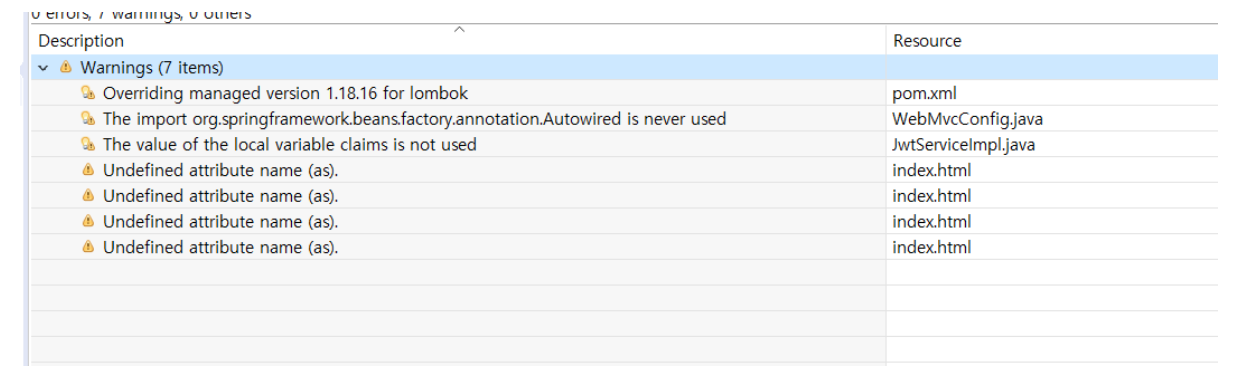 0 errors, 7 warnings, 0 others
Description Resource
Warnings (7 items)
Overriding managed version 1.18.16 for lombok pom.xml
The import org.springframework.beans.factory.annotation.Autowired is never used WebMvcConfig.java
The value of the local variable claims is not used JwtServiceImpl.java
Undefined attribute name (as). index.html
Undefined attribute name (as). index.html
Undefined attribute name (as). index.html
Undefined attribute name (as). index.html